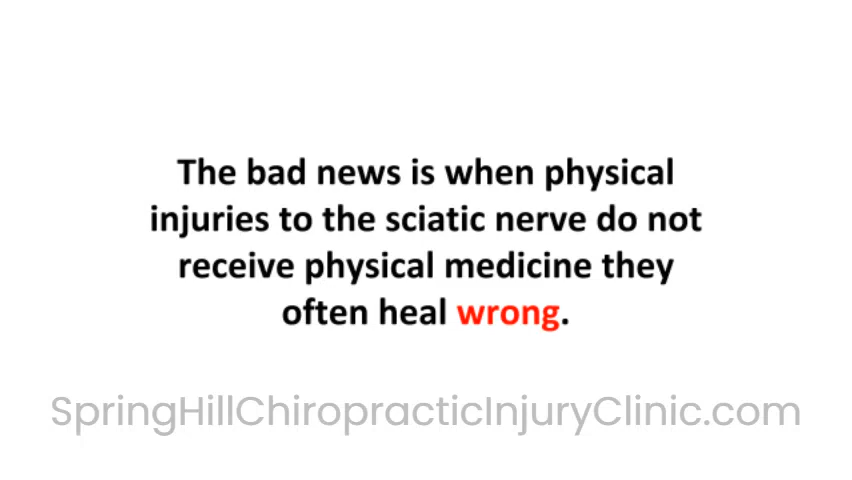 The bad news is when physical
injuries to the sciatic nerve do not
receive physical medicine they
often heal wrong.
SpringHillChiropracticInjuryClinic.com